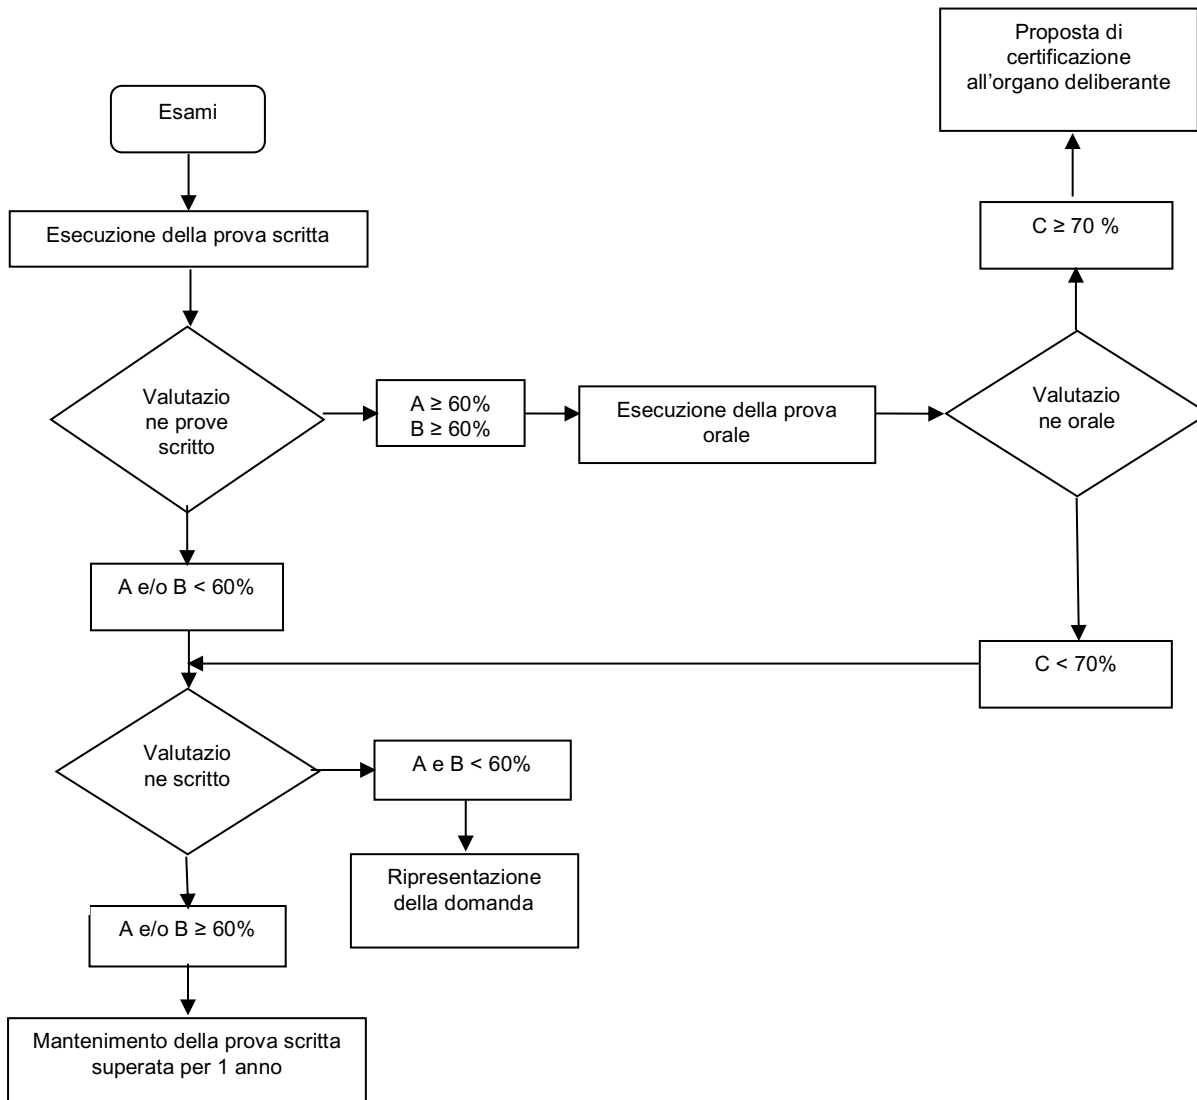 Proposta di
certificazione
all'organo deliberante
Esami
C ≥ 70 %
Esecuzione della prova scritta
Valutazio
ne prove
scritto
A ≥ 60%
B ≥ 60%
Esecuzione della prova
orale
Valutazio
ne orale
A e/o B < 60%
C < 70%
Valutazio
ne scritto
A e B < 60%
Ripresentazione
della domanda
A e/o B ≥ 60%
Mantenimento della prova scritta
superata per 1 anno